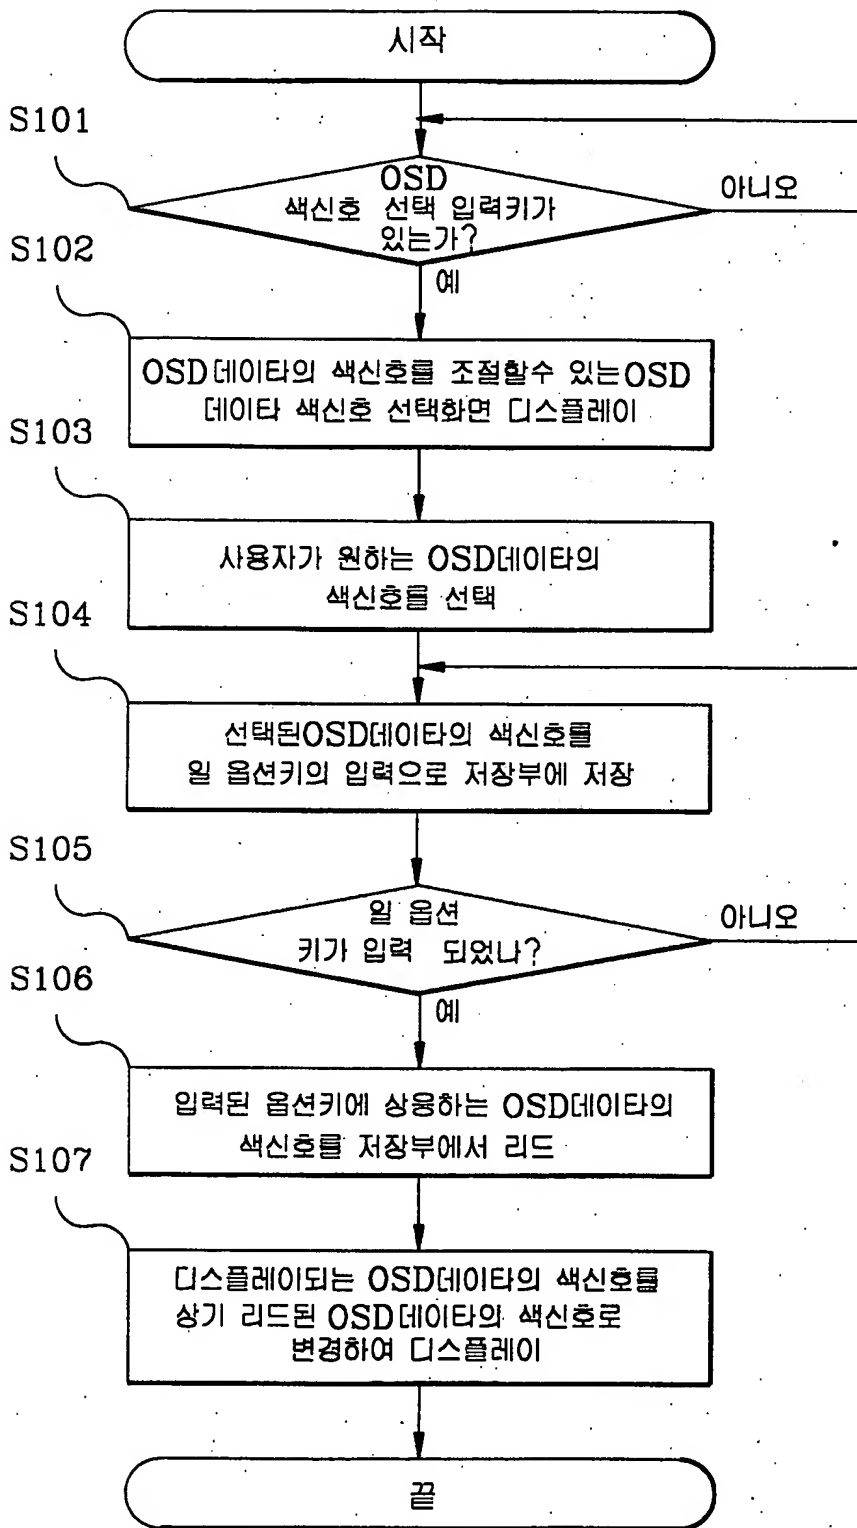 시작
S101
OSD
색신호 선택 입력키가
있는가?
아니오
예
S102
OSD데이타의 색신호를 조절할수 있는OSD
데이타 색신호 선택화면 디스플레이
S103
사용자가 원하는 OSD데이타의
색신호를 선택
S104
선택된OSD데이타의 색신호를
일 옵션키의 입력으로 저장부에 저장
S105
일 옵션
키가 입력 되었나?
아니오
예
S106
입력된 옵션키에 상응하는 OSD데이타의
색신호를 저장부에서 리드
S107
디스플레이되는 OSD데이타의 색신호를
상기 리드된 OSD데이타의 색신호로
변경하여 디스플레이
끝